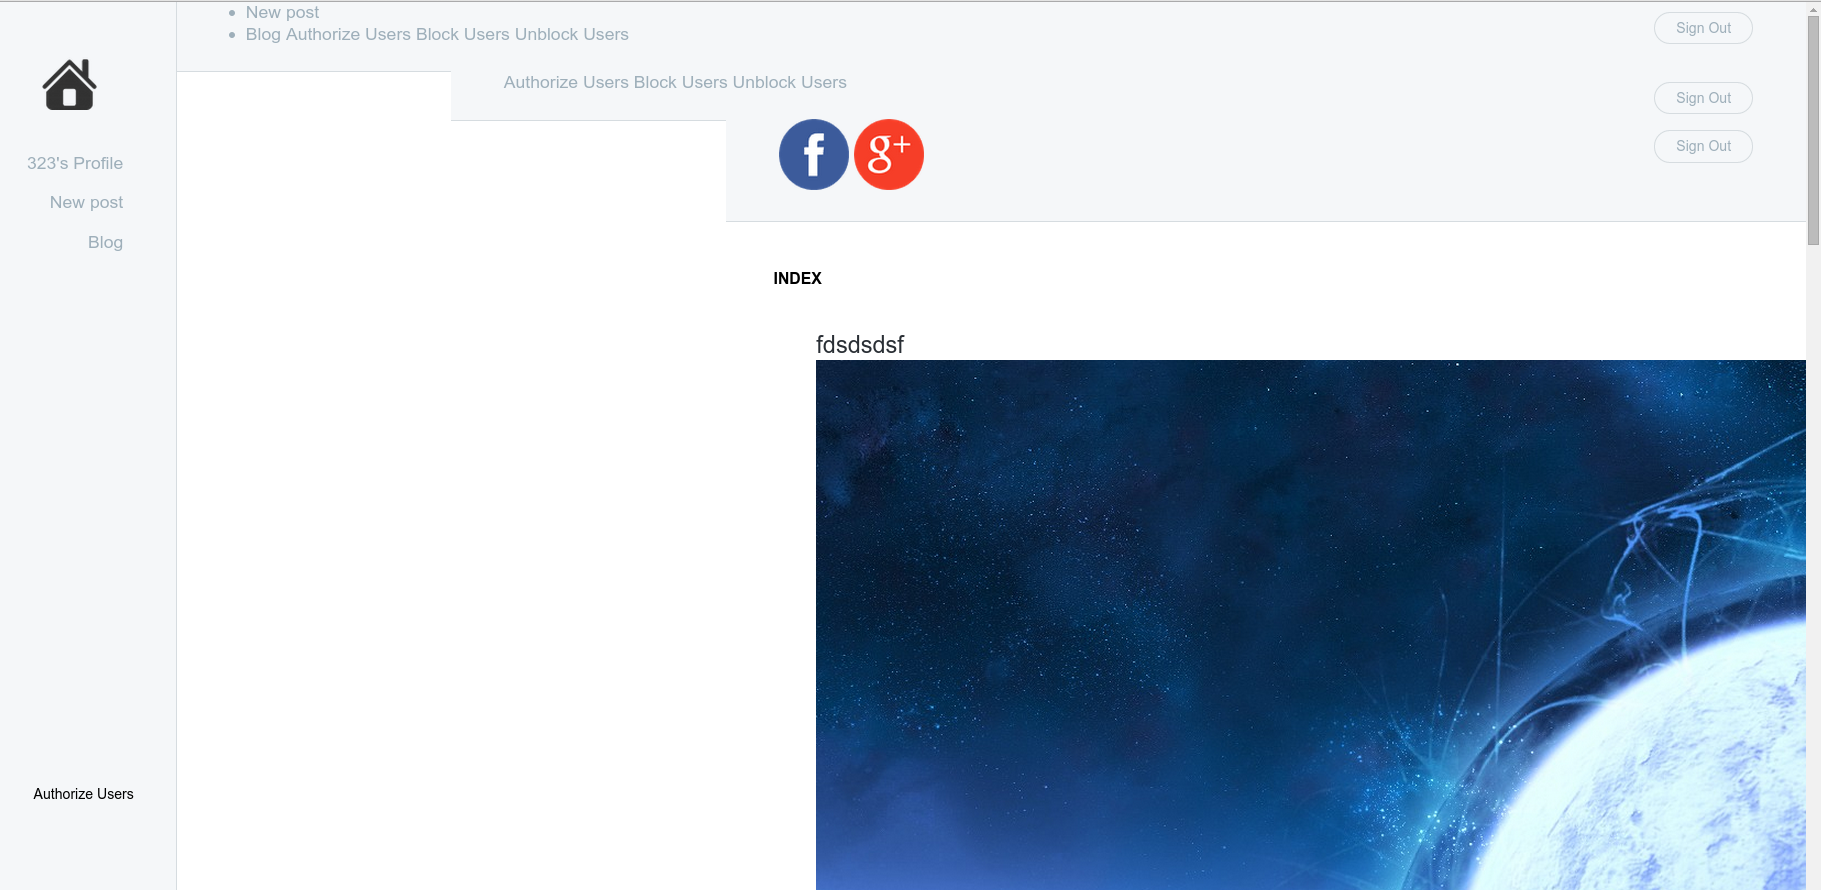 323's Profile
New post
Blog
Authorize Users
New post
Blog Authorize Users Block Users Unblock Users
Sign Out
Authorize Users Block Users Unblock Users
Sign Out
f g+
Sign Out
INDEX
fdsdsdsf